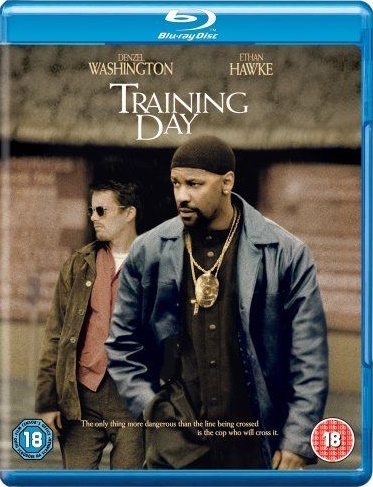 Blu-ray Disc
DENZEL ETHAN
WASHINGTON HAWKE
TRAINING
DAY
The only thing more dangerous than the line being crossed
is the cop who will cross it.
18
18